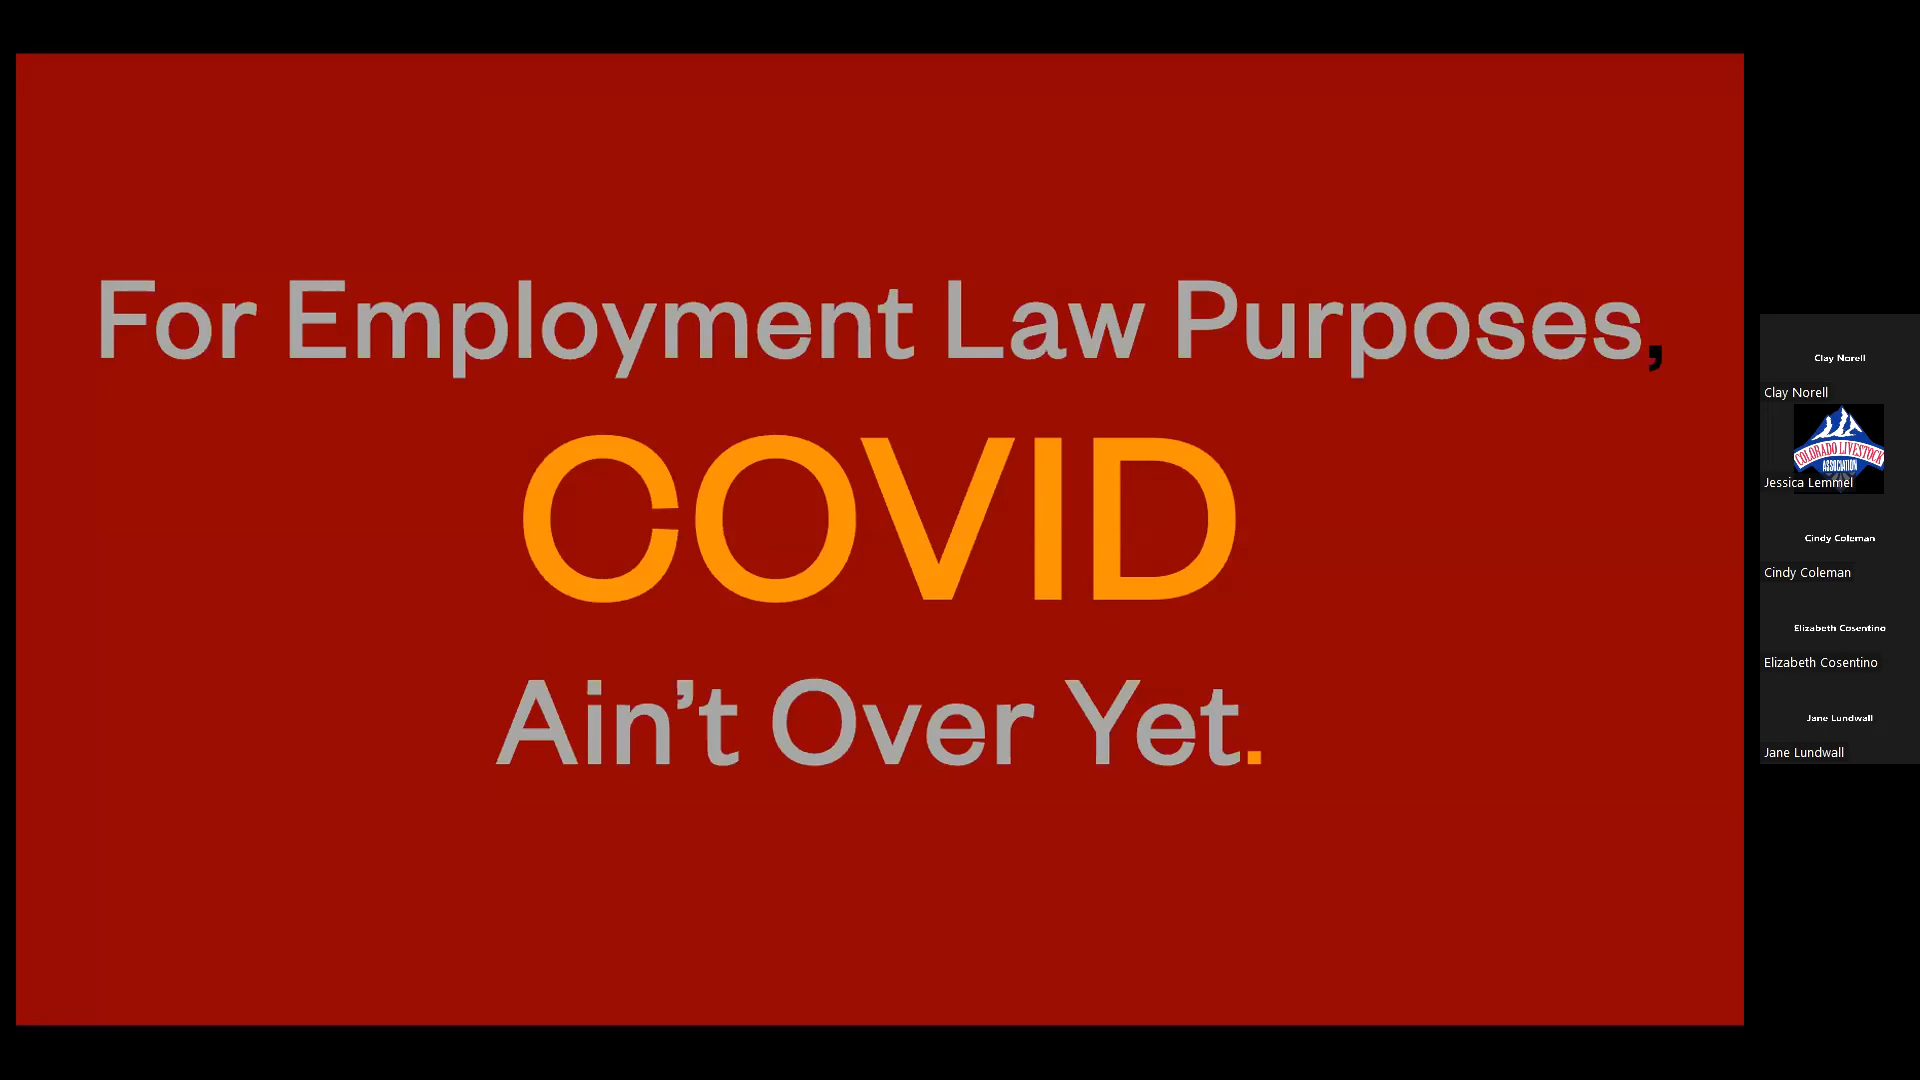 For Employment Law Purposes,
COVID
Ain’t Over Yet.
Clay Norell
Clay Norell
COLORADO LIVESTOCK
ASSOCIATION
Jessica Lemmel
Cindy Coleman
Cindy Coleman
Elizabeth Cosentino
Elizabeth Cosentino
Jane Lundwall
Jane Lundwall